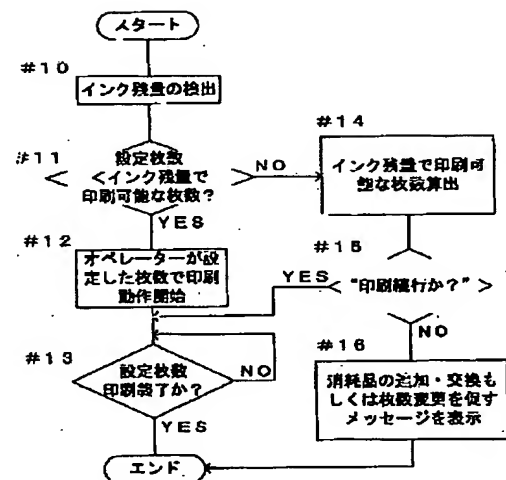 スタート
#10
インク残量の検出
#11
設定枚数
<インク残量で
印刷可能な枚数?
NO
YES
#14
インク残量で印刷可
能な枚数算出
#12
オペレーターが設
定した枚数で印刷
動作開始
#15
"印刷続行か?"
YES
NO
#13
設定枚数
印刷終了か?
NO
YES
#16
消耗品の追加・交換も
しくは枚数変更を促す
メッセージを表示
エンド